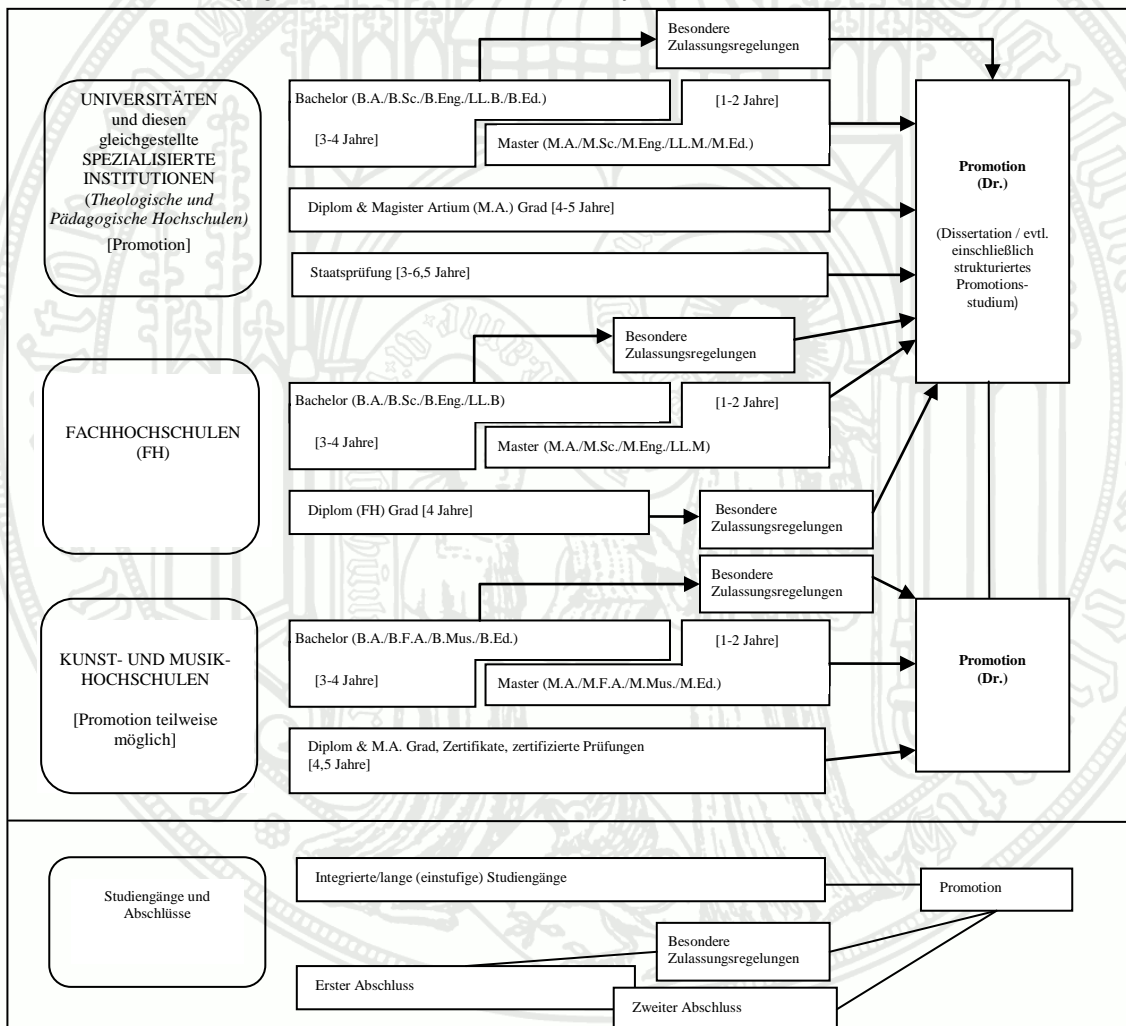 Besondere
Zulassungsregelungen
UNIVERSITÄTEN
und diesen
gleichgestellte
SPEZIALISIERTE
INSTITUTIONEN
(Theologische und
Pädagogische Hochschulen)
[Promotion]
Bachelor (B.A./B.Sc./B.Eng./LL.B./B.Ed.)
[3-4 Jahre]
[1-2 Jahre]
Master (M.A./M.Sc./M.Eng./LL.M./M.Ed.)
Diplom & Magister Artium (M.A.) Grad [4-5 Jahre]
Staatsprüfung [3-6,5 Jahre]
Promotion
(Dr.)
(Dissertation / evtl.
einschließlich
strukturiertes
Promotions-
studium)
Besondere
Zulassungsregelungen
FACHHOCHSCHULEN
(FH)
Bachelor (B.A./B.Sc./B.Eng./LL.B)
[3-4 Jahre]
[1-2 Jahre]
Master (M.A./M.Sc./M.Eng./LL.M)
Diplom (FH) Grad [4 Jahre]
Besondere
Zulassungsregelungen
Besondere
Zulassungsregelungen
KUNST- UND MUSIK-
HOCHSCHULEN
[Promotion teilweise
möglich]
Bachelor (B.A./B.F.A./B.Mus./B.Ed.)
[3-4 Jahre]
[1-2 Jahre]
Master (M.A./M.F.A./M.Mus./M.Ed.)
Diplom & M.A. Grad, Zertifikate, zertifizierte Prüfungen
[4,5 Jahre]
Promotion
(Dr.)
Studiengänge und
Abschlüsse
Integrierte/lange (einstufige) Studiengänge
Promotion
Besondere
Zulassungsregelungen
Erster Abschluss
Zweiter Abschluss